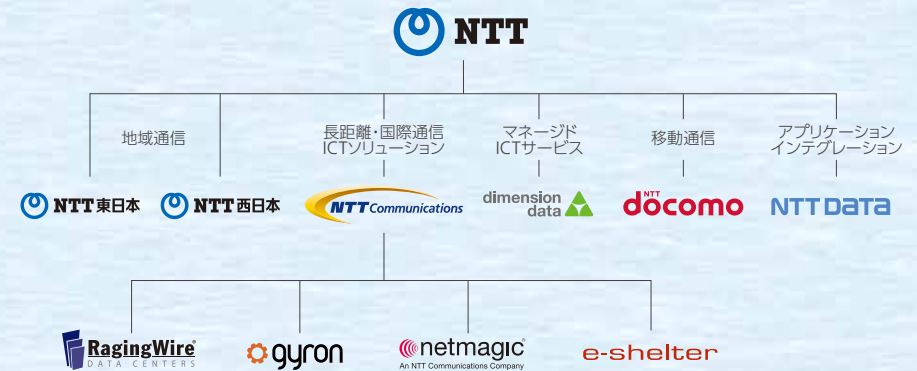 NTT
地域通信
長距離・国際通信
ICTソリューション
マネージド
ICTサービス
移動通信
アプリケーション
インテグレーション
NTT東日本
NTT西日本
NTT Communications
dimension
data
NTT
döcomo
NTT DATA
RagingWire®
DATA CENTERS
gyron
netmagic®
An NTT Communications Company
e-shelter